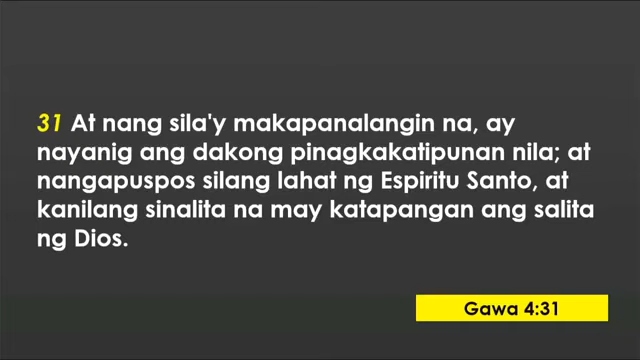 31 At nang sila'y makapanalangin na, ay
nayanig ang dakong pinagkakatipunan nila; at
nangapuspos silang lahat ng Espiritu Santo, at
kanilang sinalita na may katapangan ang salita
ng Dios.
Gawa 4:31